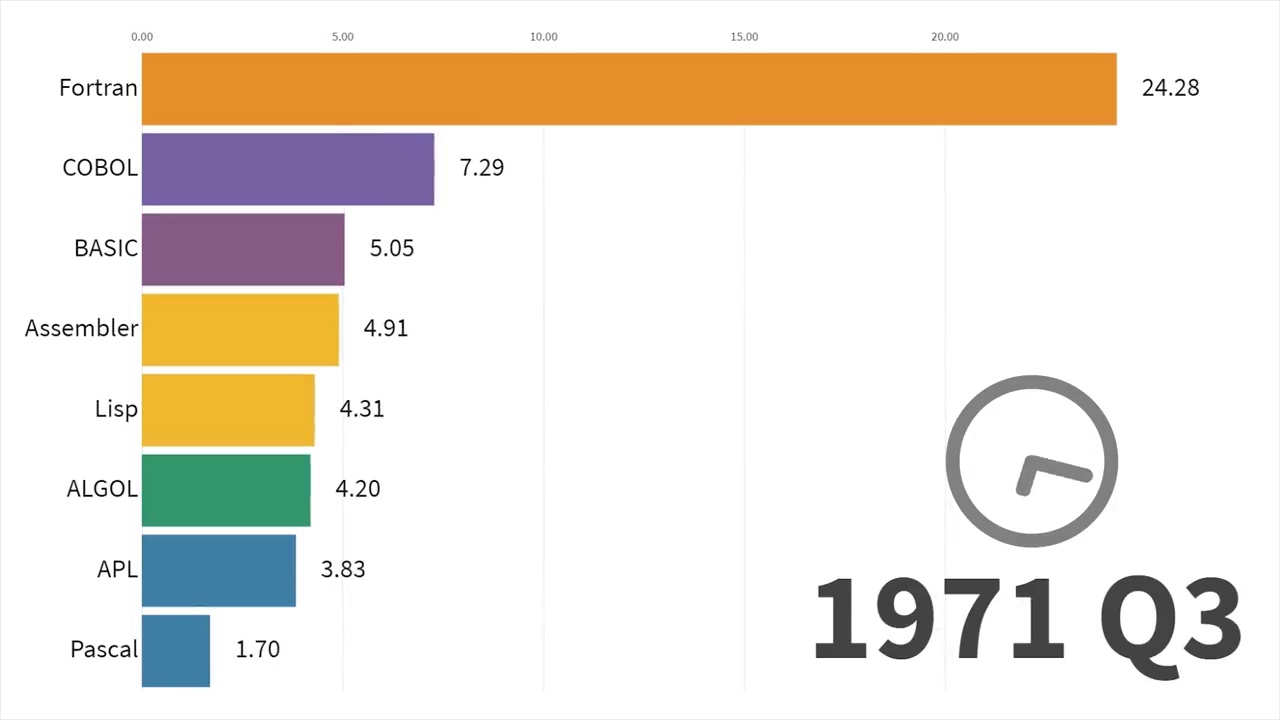 0.00 5.00 10.00 15.00 20.00
Fortran 24.28
COBOL 7.29
BASIC 5.05
Assembler 4.91
Lisp 4.31
ALGOL 4.20
APL 3.83
Pascal 1.70
1971 Q3